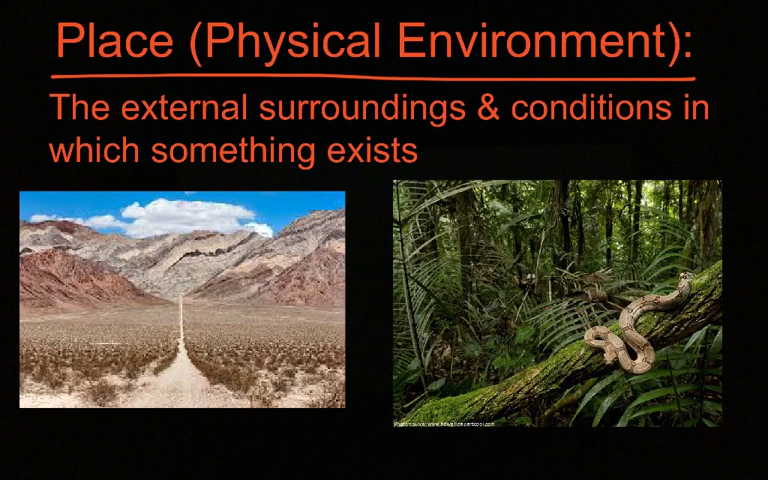 Place (Physical Environment):
The external surroundings & conditions in
which something exists